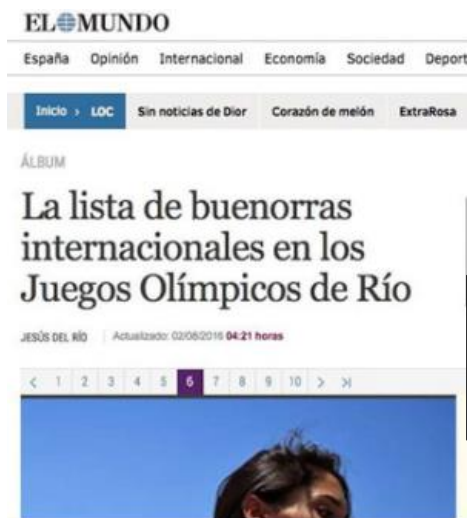 EL MUNDO
España Opinión Internacional Economía Sociedad Deport
Inicio > LOC Sin noticias de Dior Corazón de melón ExtraRosa
ÁLBUM
La lista de buenorras
internacionales en los
Juegos Olímpicos de Río
JESÚS DEL RÍO Actualizado: 02/08/2016 04:21 horas
< 1 2 3 4 5 6 7 8 9 10 > >|